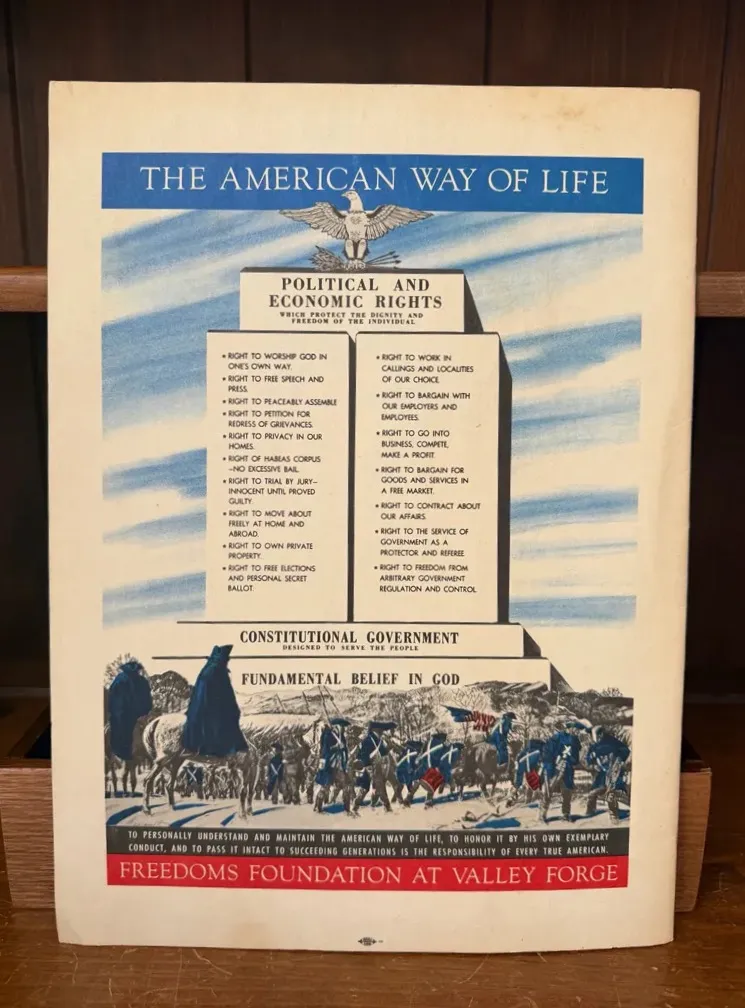 THE AMERICAN WAY OF LIFE
POLITICAL AND
ECONOMIC RIGHTS
WHICH PROTECT THE DIGNITY AND
FREEDOM OF THE INDIVIDUAL
• RIGHT TO WORSHIP GOD IN
ONE'S OWN WAY.
• RIGHT TO FREE SPEECH AND
PRESS.
• RIGHT TO PEACEABLY ASSEMBLE
• RIGHT TO PETITION FOR
REDRESS OF GRIEVANCES.
• RIGHT TO PRIVACY IN OUR
HOMES.
• RIGHT OF HABEAS CORPUS
–NO EXCESSIVE BAIL.
• RIGHT TO TRIAL BY JURY–
INNOCENT UNTIL PROVED
GUILTY.
• RIGHT TO MOVE ABOUT
FREELY AT HOME AND
ABROAD.
• RIGHT TO OWN PRIVATE
PROPERTY.
• RIGHT TO FREE ELECTIONS
AND PERSONAL SECRET
BALLOT.
• RIGHT TO WORK IN
CALLINGS AND LOCALITIES
OF OUR CHOICE.
• RIGHT TO BARGAIN WITH
OUR EMPLOYERS AND
EMPLOYEES.
• RIGHT TO GO INTO
BUSINESS, COMPETE,
MAKE A PROFIT.
• RIGHT TO BARGAIN FOR
GOODS AND SERVICES IN
A FREE MARKET.
• RIGHT TO CONTRACT ABOUT
OUR AFFAIRS.
• RIGHT TO THE SERVICE OF
GOVERNMENT AS A
PROTECTOR AND REFEREE.
• RIGHT TO FREEDOM FROM
ARBITRARY GOVERNMENT
REGULATION AND CONTROL.
CONSTITUTIONAL GOVERNMENT
DESIGNED TO SERVE THE PEOPLE
FUNDAMENTAL BELIEF IN GOD
TO PERSONALLY UNDERSTAND AND MAINTAIN THE AMERICAN WAY OF LIFE, TO HONOR IT BY HIS OWN EXEMPLARY
CONDUCT, AND TO PASS IT INTACT TO SUCCEEDING GENERATIONS IS THE RESPONSIBILITY OF EVERY TRUE AMERICAN.
FREEDOMS FOUNDATION AT VALLEY FORGE